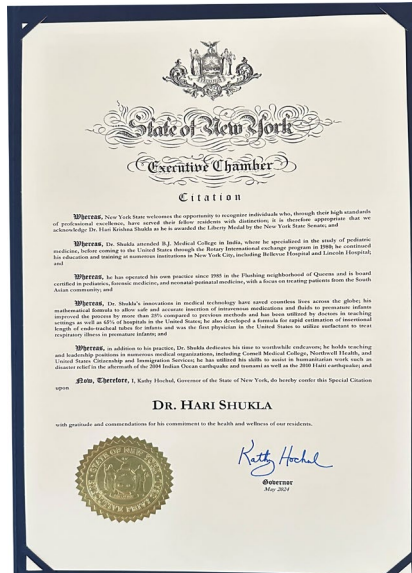 State of New York
Executive Chamber
Citation
Whereas, New York State welcomes the opportunity to recognize individuals who, through their high standards
of professional excellence, have served their fellow residents with distinction; it is therefore appropriate that we
acknowledge Dr. Hari Krishna Shukla as he is awarded the Liberty Medal by the New York State Senate; and
Whereas, Dr. Shukla attended B.J. Medical College in India, where he specialized in the study of pediatric
medicine, before coming to the United States through the Rotary International exchange program in 1980; he continued
his education and training at numerous institutions in New York City, including Bellevue Hospital and Lincoln Hospital;
and
Whereas, he has operated his own practice since 1985 in the Flushing neighborhood of Queens and is board
certified in pediatrics, forensic medicine, and neonatal-perinatal medicine, with a focus on treating patients from the South
Asian community; and
Whereas, Dr. Shukla's innovations in medical technology have saved countless lives across the globe; his
mathematical formula to allow safe and accurate insertion of intravenous medications and fluids to premature infants
improved the process by more than 25% compared to previous methods and has been utilized by doctors in teaching
settings as well as 65% of hospitals in the United States; he also developed a formula for rapid estimation of insertional
length of endo-tracheal tubes for infants and was the first physician in the United States to utilize surfactant to treat
respiratory illness in premature infants; and
Whereas, in addition to his practice, Dr. Shukla dedicates his time to worthwhile endeavors; he holds teaching
and leadership positions in numerous medical organizations, including Cornell Medical College, Northwell Health, and
United States Citizenship and Immigration Services; he has utilized his skills to assist in humanitarian work such as
disaster relief in the aftermath of the 2004 Indian Ocean earthquake and tsunami as well as the 2010 Haiti earthquake; and
Now, Therefore, I, Kathy Hochul, Governor of the State of New York, do hereby confer this Special Citation
upon
DR. HARI SHUKLA
with gratitude and commendations for his commitment to the health and wellness of our residents.
Kathy Hochul
Governor
May 2024